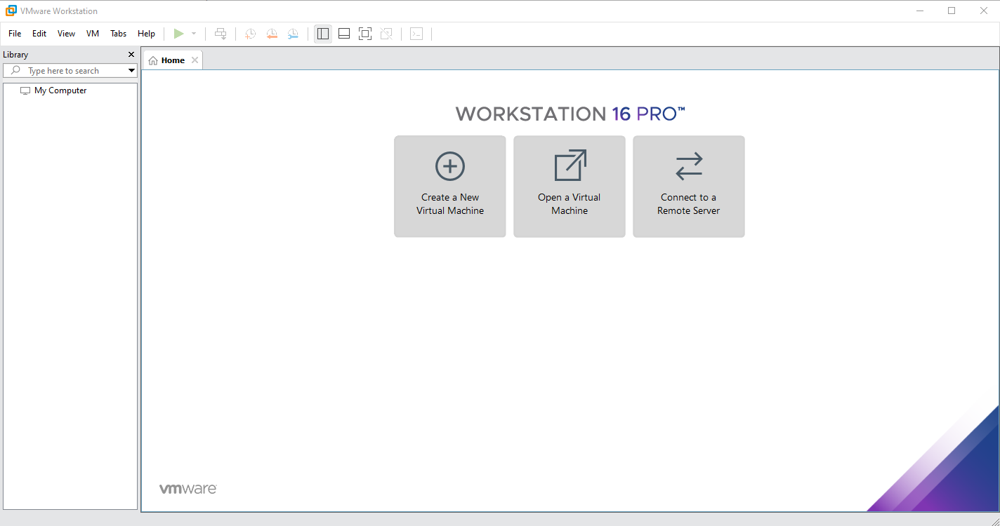 VMware Workstation
File Edit View VM Tabs Help
Library
Type here to search
My Computer
Home
WORKSTATION 16 PRO™
Create a New
Virtual Machine
Open a Virtual
Machine
Connect to a
Remote Server
vmware